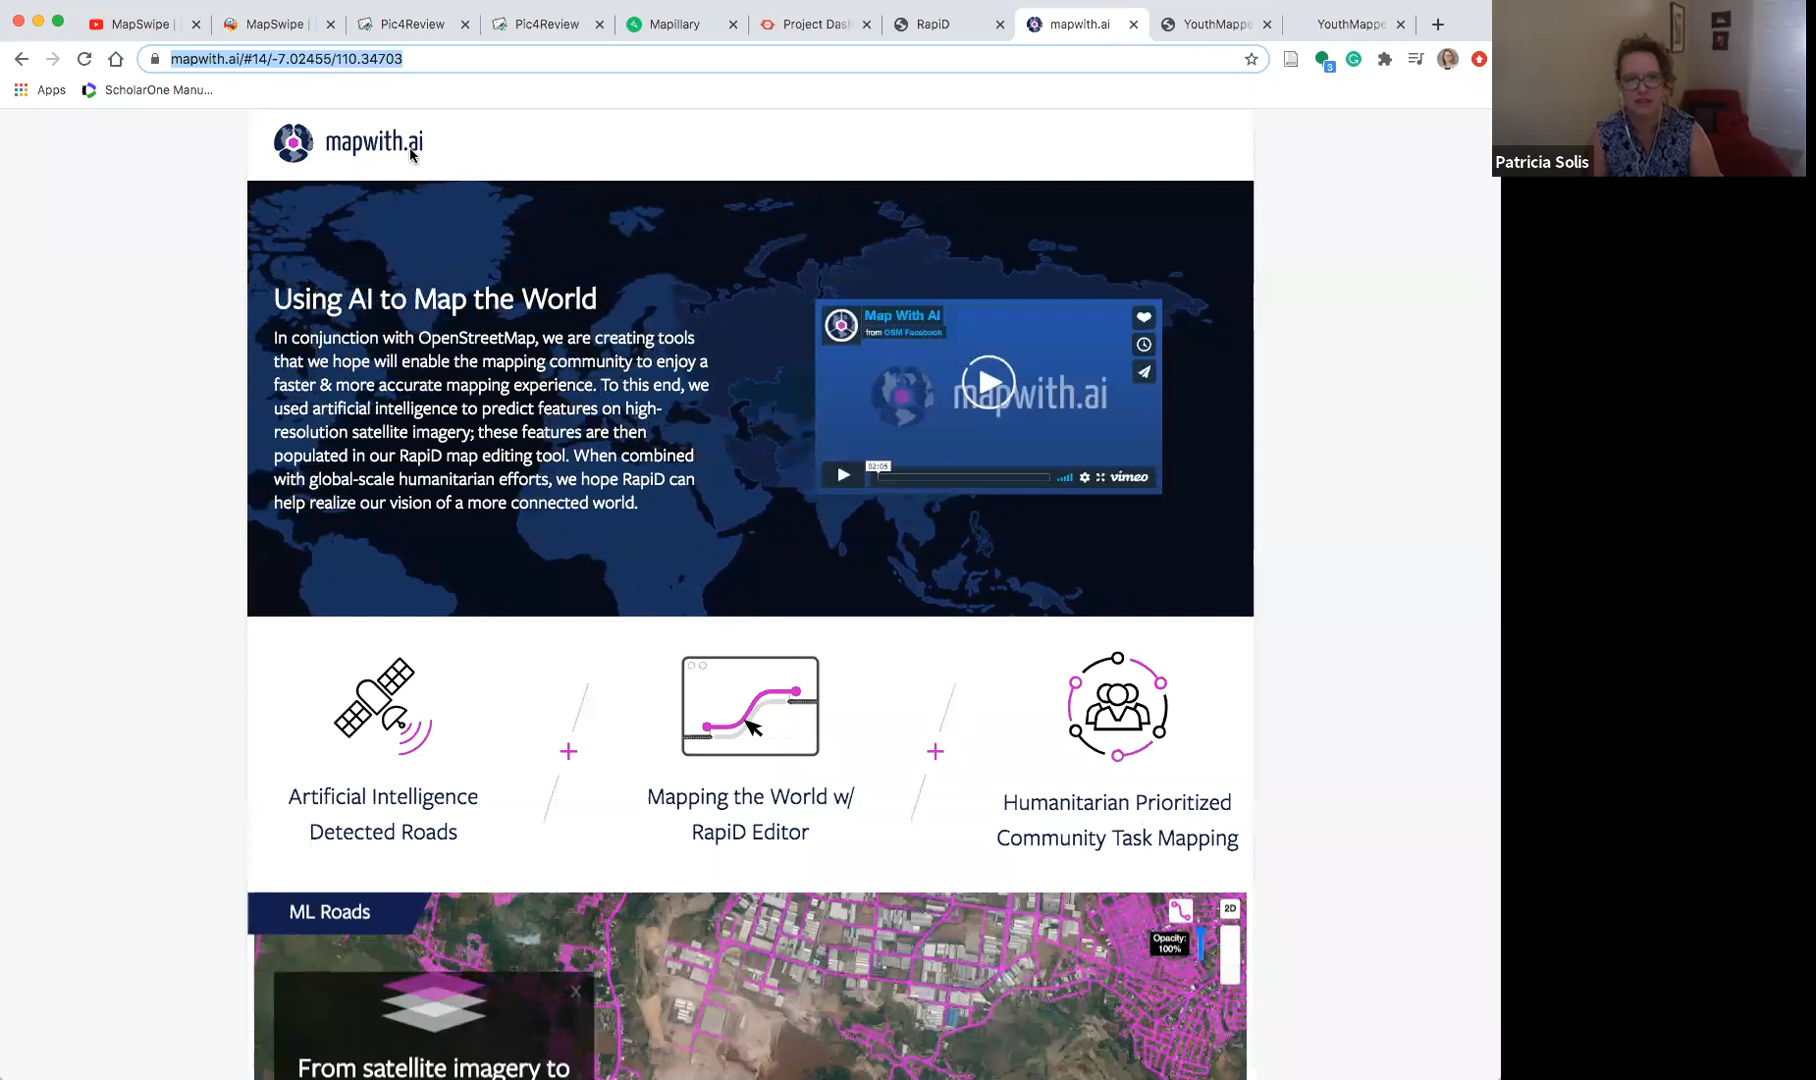 MapSwipe |
MapSwipe |
Pic4Review
Pic4Review
Mapillary
Project Das
RapiD
mapwith.ai
YouthMappe
YouthMappe
mapwith.ai/#14/-7.02455/110.34703
3
Apps
ScholarOne Manu...
Patricia Solis
mapwith.ai
Using AI to Map the World
In conjunction with OpenStreetMap, we are creating tools
that we hope will enable the mapping community to enjoy a
faster & more accurate mapping experience. To this end, we
used artificial intelligence to predict features on high-
resolution satellite imagery; these features are then
populated in our RapiD map editing tool. When combined
with global-scale humanitarian efforts, we hope RapiD can
help realize our vision of a more connected world.
Map With AI
from OSM Facebook
mapwith.ai
02:05
vimeo
Artificial Intelligence
Detected Roads
Mapping the World w/
RapiD Editor
Humanitarian Prioritized
Community Task Mapping
ML Roads
2D
Opacity:
100%
X
From satellite imagery to